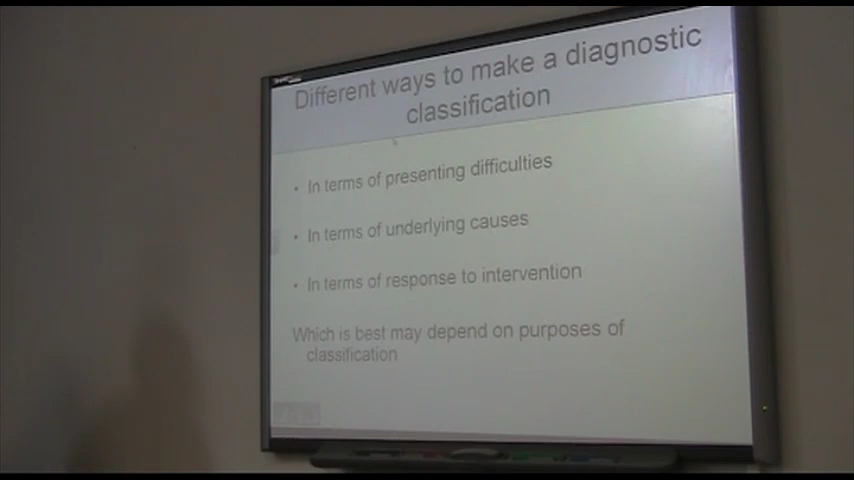 Different ways to make a diagnostic
classification
• In terms of presenting difficulties
• In terms of underlying causes
• In terms of response to intervention
Which is best may depend on purposes of
classification